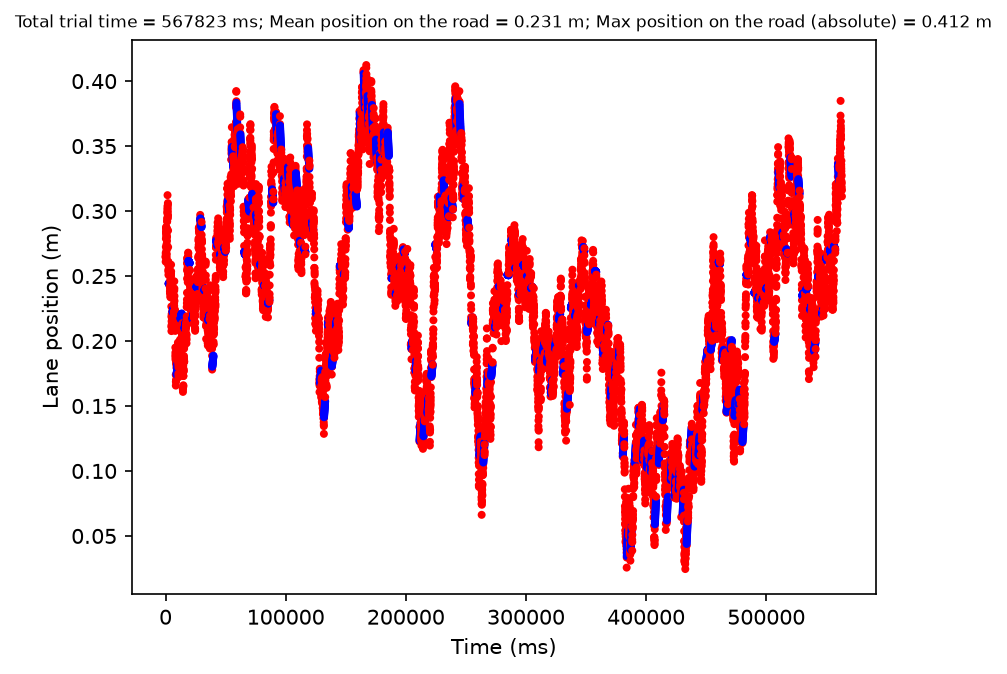 Total trial time = 567823 ms; Mean position on the road = 0.231 m; Max position on the road (absolute) = 0.412 m
0.40
0.35
0.30
0.25
0.20
0.15
0.10
0.05
Lane position (m)
0 100000 200000 300000 400000 500000
Time (ms)